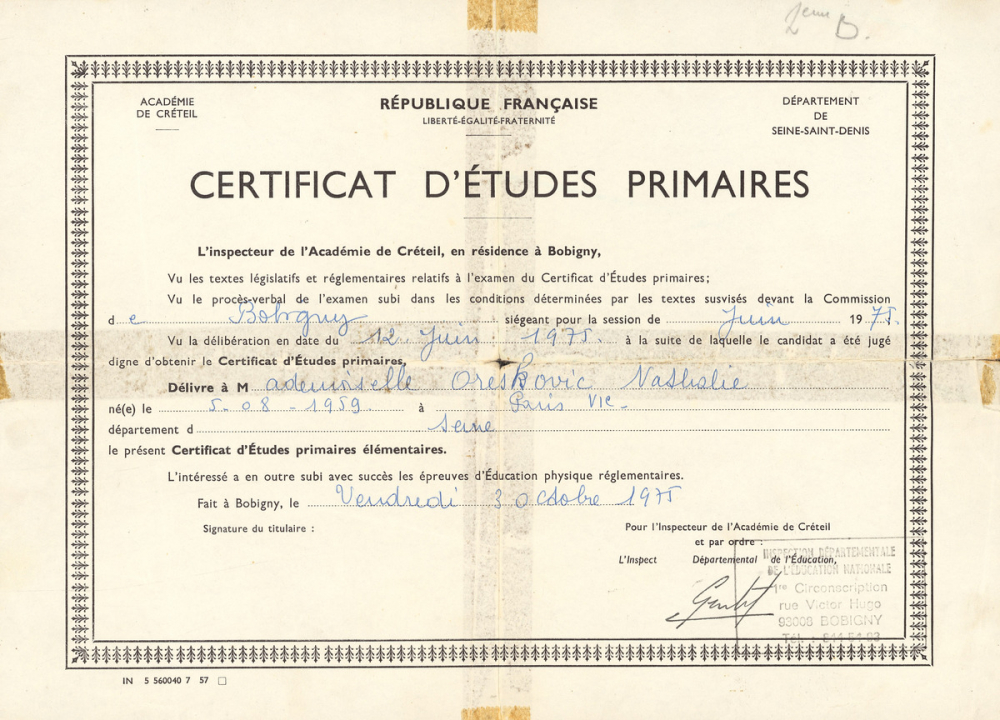 2eme B.
ACADÉMIE
DE CRÉTEIL
RÉPUBLIQUE FRANÇAISE
LIBERTÉ-ÉGALITÉ-FRATERNITÉ
DÉPARTEMENT
DE
SEINE-SAINT-DENIS
CERTIFICAT D'ÉTUDES PRIMAIRES
L'inspecteur de l'Académie de Créteil, en résidence à Bobigny,
Vu les textes législatifs et réglementaires relatifs à l'examen du Certificat d'Études primaires;
Vu le procès-verbal de l'examen subi dans les conditions déterminées par les textes susvisés devant la Commission
d e Bobigny siégeant pour la session de Juin 1975.
Vu la délibération en date du 12 Juin 1975. à la suite de laquelle le candidat a été jugé
digne d'obtenir le Certificat d'Études primaires,
Délivre à M ademoiselle Oreskovic Nathalie
né(e) le 5-08-1959 à Paris VIe-
département d Seine
le présent Certificat d'Études primaires élémentaires.
L'intéressé a en outre subi avec succès les épreuves d'Éducation physique réglementaires.
Fait à Bobigny, le Vendredi 3 octobre 1975
Signature du titulaire :
Pour l'Inspecteur de l'Académie de Créteil
et par ordre :
L'Inspect Départemental de l'Éducation,
INSPECTION DÉPARTEMENTALE
DE L'ÉDUCATION NATIONALE
1re Circonscription
rue Victor Hugo
93008 BOBIGNY
Tél. :
IN 5 560040 7 57